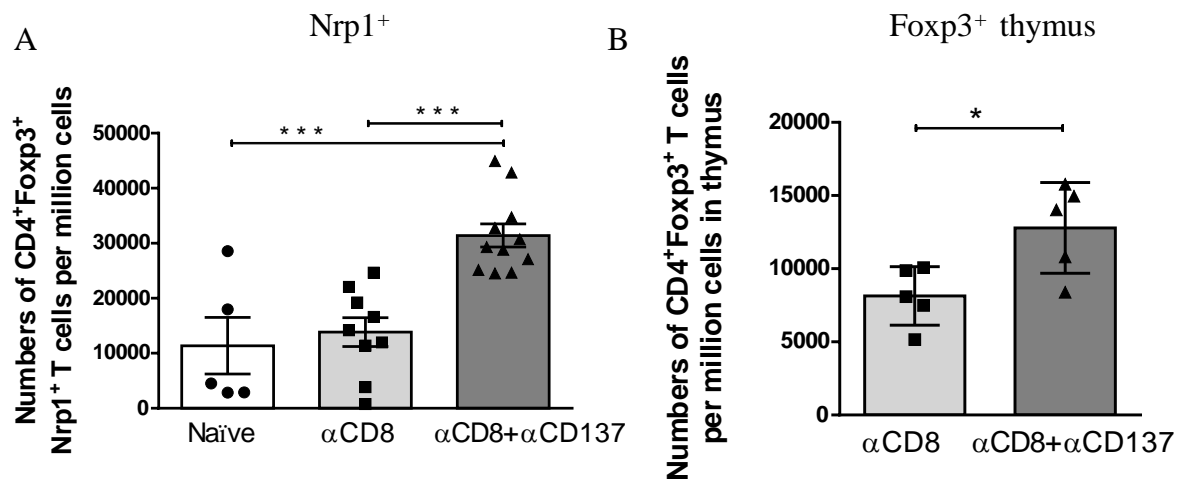 A
Nrp1⁺
Numbers of CD4⁺Foxp3⁺
Nrp1⁺ T cells per million cells
50000
40000
30000
20000
10000
0
* * *
* * *
Naïve
αCD8
αCD8+αCD137
B
Foxp3⁺ thymus
Numbers of CD4⁺Foxp3⁺ T cells
per million cells in thymus
20000
15000
10000
5000
0
*
αCD8
αCD8+αCD137